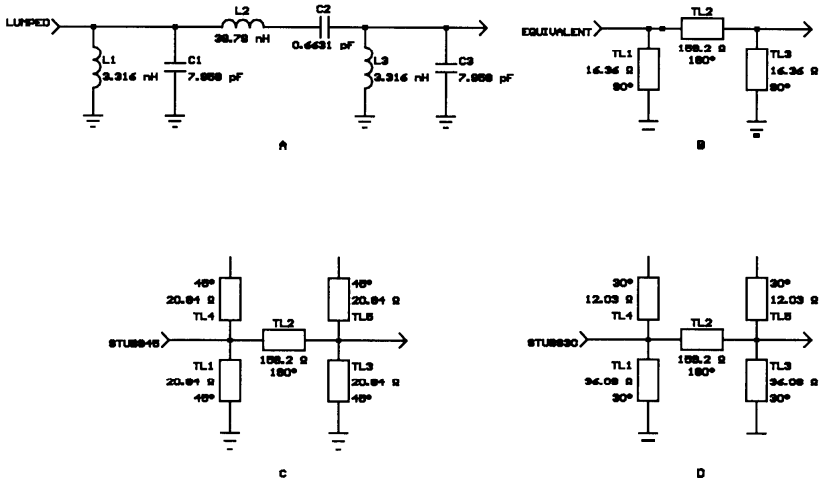 LUMPED
L2
38.79 nH
C2
0.6631 pF
L1
3.316 nH
C1
7.958 pF
L3
3.316 nH
C3
7.958 pF
A
EQUIVALENT
TL2
159.2 Ω
180°
TL1
16.36 Ω
90°
TL3
16.36 Ω
90°
B
45°
20.84 Ω
TL4
45°
20.84 Ω
TL5
STUBS45
TL2
159.2 Ω
180°
TL1
20.84 Ω
45°
TL3
20.84 Ω
45°
C
30°
12.03 Ω
TL4
30°
12.03 Ω
TL5
STUBS30
TL2
159.2 Ω
180°
TL1
36.08 Ω
30°
TL3
36.08 Ω
30°
D